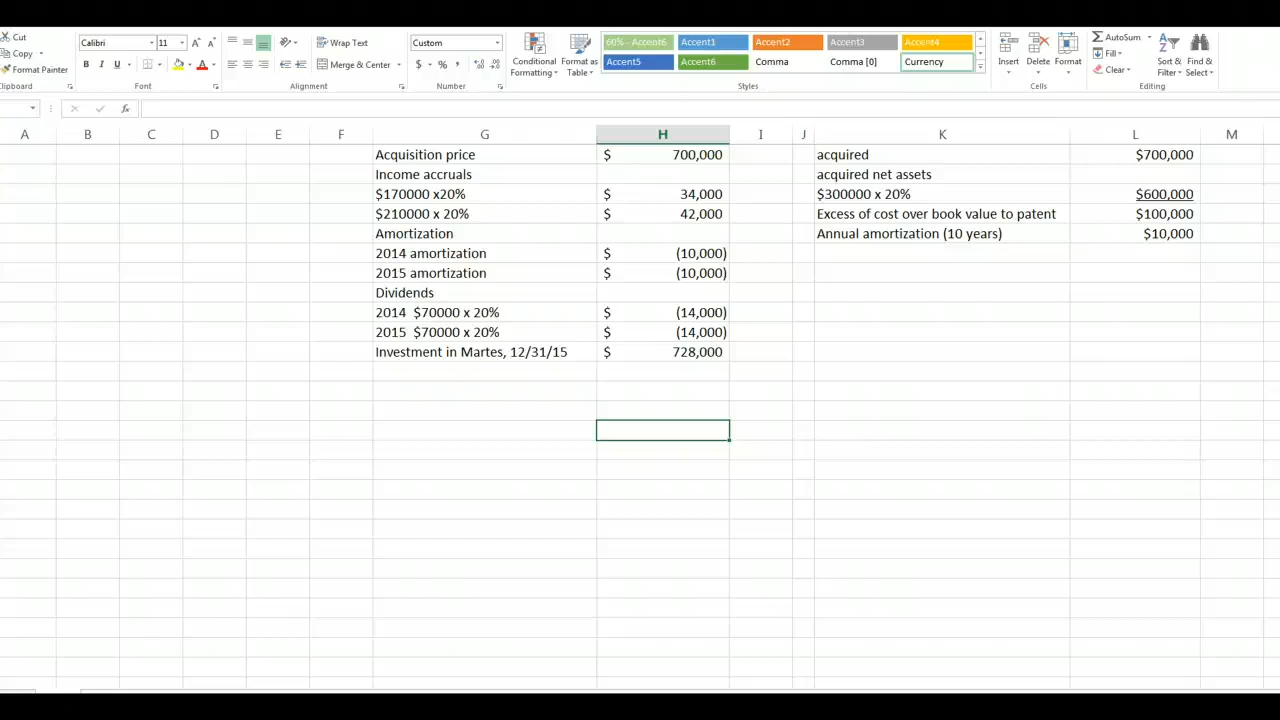 Cut
Copy
Format Painter
Clipboard
Calibri 11
B I U
Font
Wrap Text
Merge & Center
Alignment
Custom
$ % ,
Number
Conditional Formatting
Format as Table
60% - Accent6 Accent1 Accent2 Accent3 Accent4
Accent5 Accent6 Comma Comma [0] Currency
Styles
Insert Delete Format
Cells
AutoSum
Fill
Clear
Sort & Filter
Find & Select
Editing
fx
A B C D E F G H I J K L M
Acquisition price $ 700,000 acquired $700,000
Income accruals acquired net assets
$170000 x20% $ 34,000 $300000 x 20% $600,000
$210000 x 20% $ 42,000 Excess of cost over book value to patent $100,000
Amortization Annual amortization (10 years) $10,000
2014 amortization $ (10,000)
2015 amortization $ (10,000)
Dividends
2014 $70000 x 20% $ (14,000)
2015 $70000 x 20% $ (14,000)
Investment in Martes, 12/31/15 $ 728,000